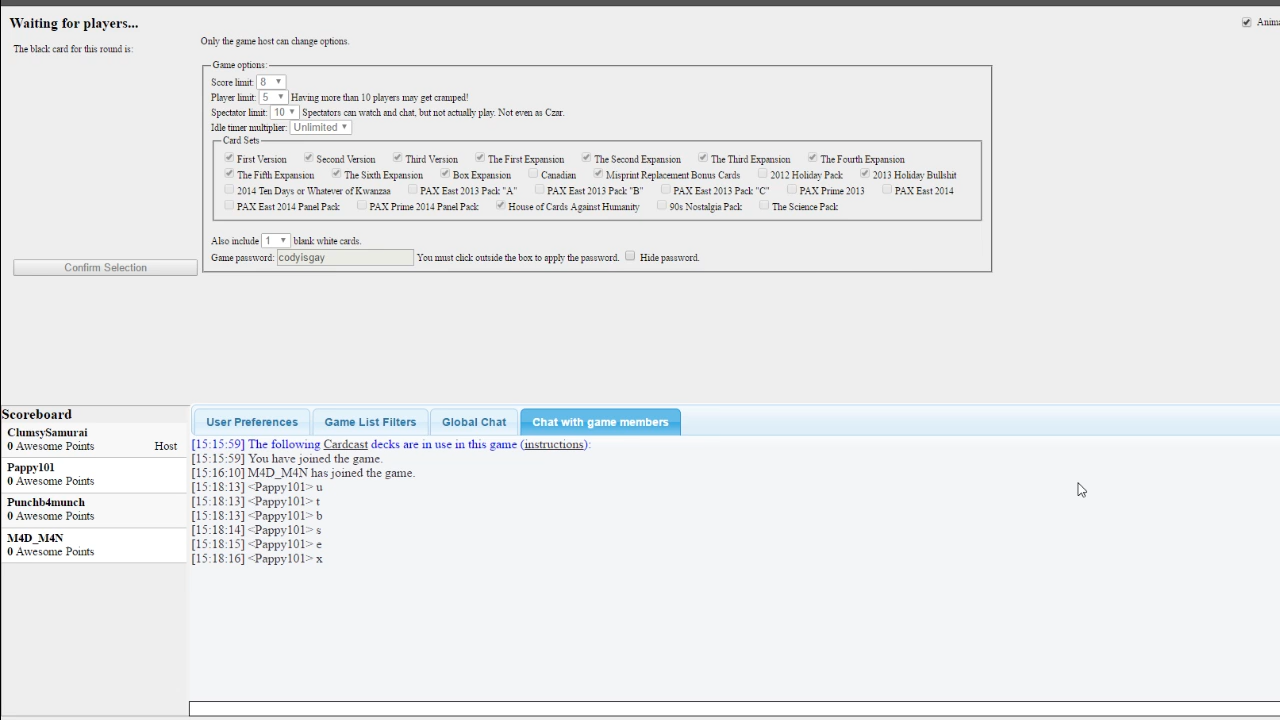 Waiting for players...
Anima
The black card for this round is:
Only the game host can change options.
Game options:
Score limit: 8
Player limit: 5 Having more than 10 players may get cramped!
Spectator limit: 10 Spectators can watch and chat, but not actually play. Not even as Czar.
Idle timer multiplier: Unlimited
Card Sets
First Version Second Version Third Version The First Expansion The Second Expansion The Third Expansion The Fourth Expansion
The Fifth Expansion The Sixth Expansion Box Expansion Canadian Misprint Replacement Bonus Cards 2012 Holiday Pack 2013 Holiday Bullshit
2014 Ten Days or Whatever of Kwanzaa PAX East 2013 Pack "A" PAX East 2013 Pack "B" PAX East 2013 Pack "C" PAX Prime 2013 PAX East 2014
PAX East 2014 Panel Pack PAX Prime 2014 Panel Pack House of Cards Against Humanity 90s Nostalgia Pack The Science Pack
Also include 1 blank white cards.
Game password: codyisgay You must click outside the box to apply the password. Hide password.
Confirm Selection
Scoreboard
ClumsySamurai
0 Awesome Points Host
Pappy101
0 Awesome Points
Punchb4munch
0 Awesome Points
M4D_M4N
0 Awesome Points
User Preferences Game List Filters Global Chat Chat with game members
[15:15:59] The following Cardcast decks are in use in this game (instructions):
[15:15:59] You have joined the game.
[15:16:10] M4D_M4N has joined the game.
[15:18:13] <Pappy101> u
[15:18:13] <Pappy101> t
[15:18:13] <Pappy101> b
[15:18:14] <Pappy101> s
[15:18:15] <Pappy101> e
[15:18:16] <Pappy101> x